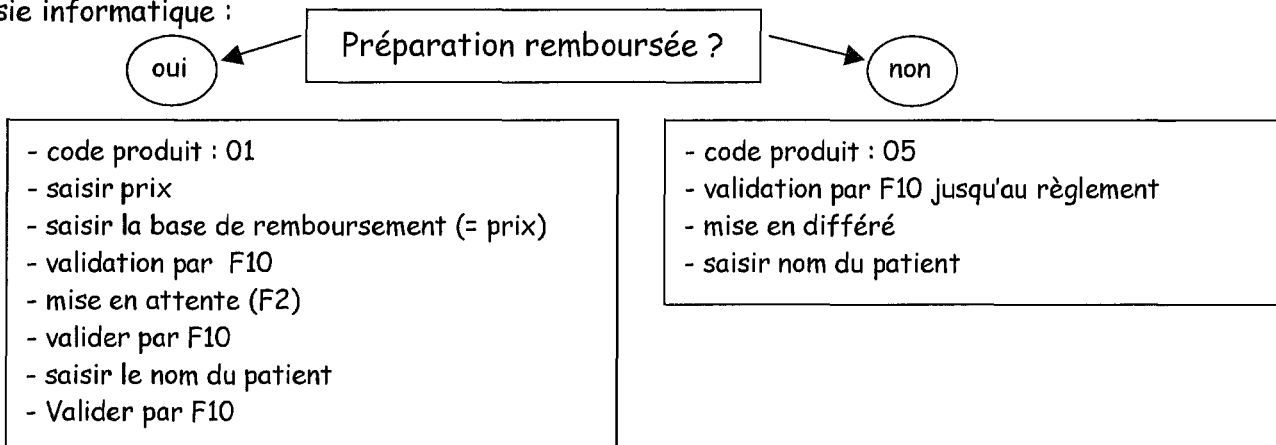 informatique :
Préparation remboursée ?
oui
non
- code produit : 01
- saisir prix
- saisir la base de remboursement (= prix)
- validation par F10
- mise en attente (F2)
- valider par F10
- saisir le nom du patient
- Valider par F10
- code produit : 05
- validation par F10 jusqu'au règlement
- mise en différé
- saisir nom du patient